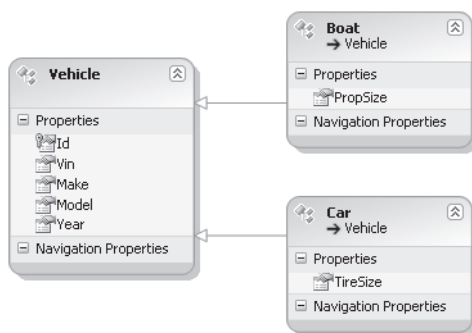 Vehicle
Properties
Id
Vin
Make
Model
Year
Navigation Properties
Boat
→ Vehicle
Properties
PropSize
Navigation Properties
Car
→ Vehicle
Properties
TireSize
Navigation Properties